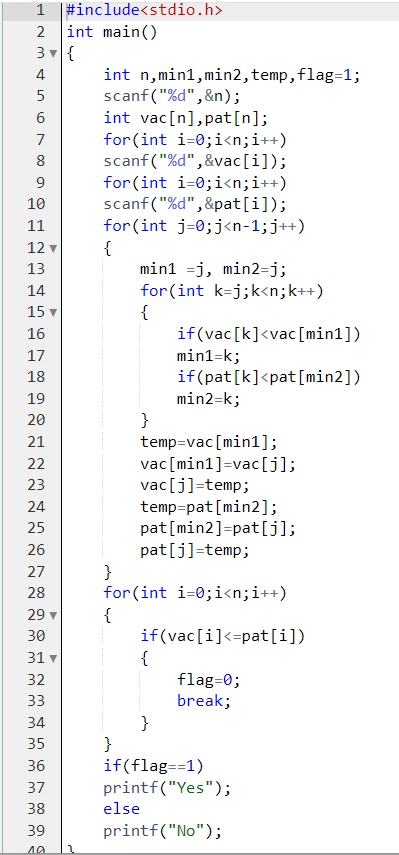 1 #include<stdio.h>
2 int main()
3 {
4 int n,min1,min2,temp,flag=1;
5 scanf("%d",&n);
6 int vac[n],pat[n];
7 for(int i=0;i<n;i++)
8 scanf("%d",&vac[i]);
9 for(int i=0;i<n;i++)
10 scanf("%d",&pat[i]);
11 for(int j=0;j<n-1;j++)
12 {
13 min1 =j, min2=j;
14 for(int k=j;k<n;k++)
15 {
16 if(vac[k]<vac[min1])
17 min1=k;
18 if(pat[k]<pat[min2])
19 min2=k;
20 }
21 temp=vac[min1];
22 vac[min1]=vac[j];
23 vac[j]=temp;
24 temp=pat[min2];
25 pat[min2]=pat[j];
26 pat[j]=temp;
27 }
28 for(int i=0;i<n;i++)
29 {
30 if(vac[i]<=pat[i])
31 {
32 flag=0;
33 break;
34 }
35 }
36 if(flag==1)
37 printf("Yes");
38 else
39 printf("No");
40 }